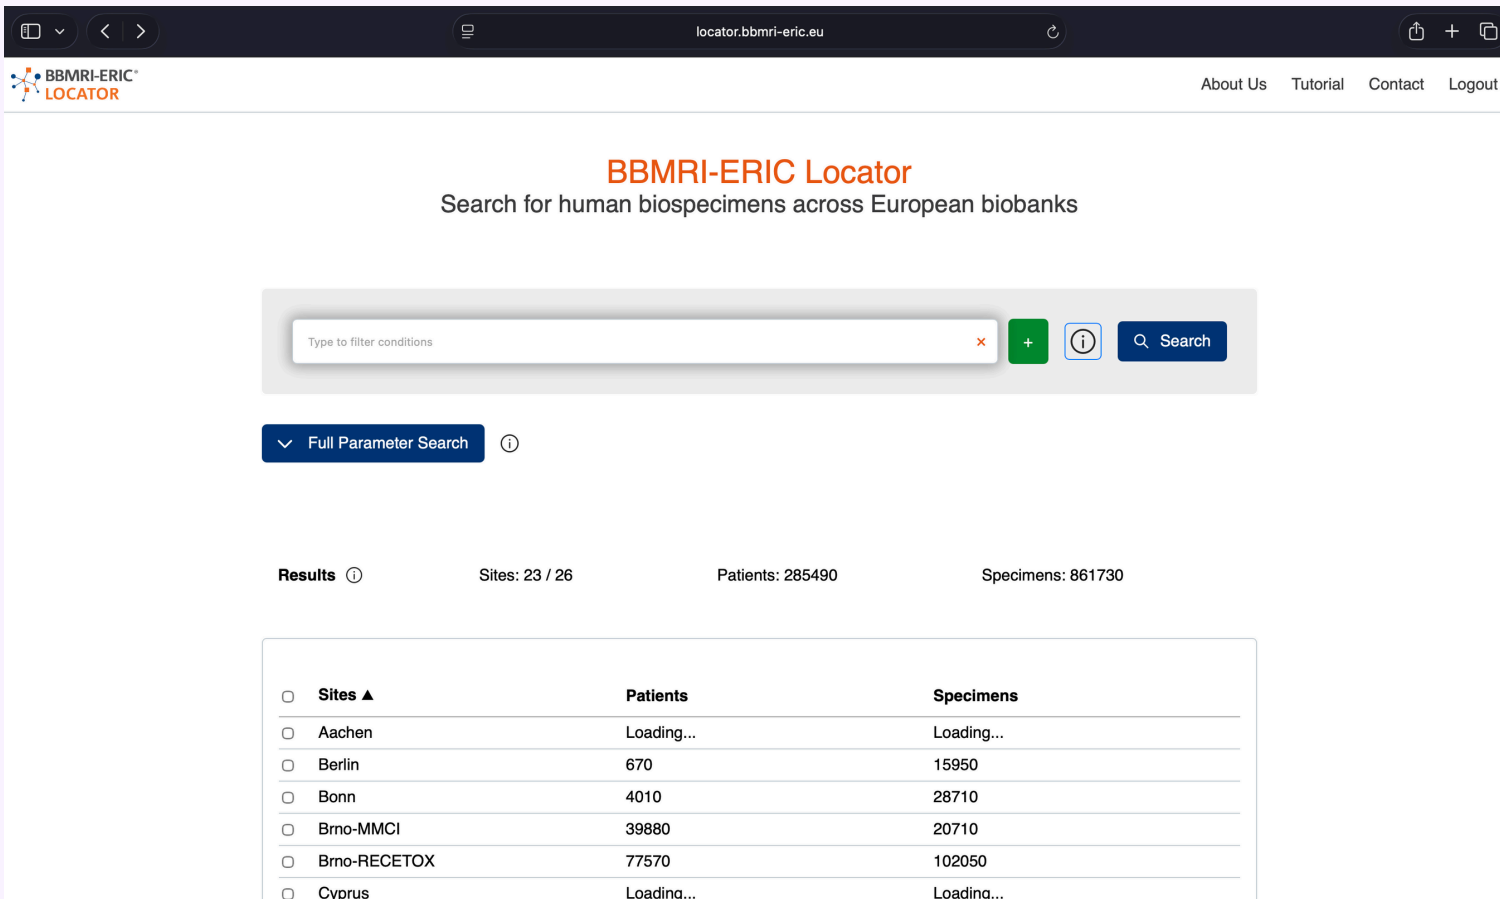 locator.bbmri-eric.eu
BBMRI-ERIC®
LOCATOR
About Us Tutorial Contact Logout
BBMRI-ERIC Locator
Search for human biospecimens across European biobanks
Type to filter conditions × + i Search
Full Parameter Search i
Results i Sites: 23 / 26 Patients: 285490 Specimens: 861730
Sites ▲ Patients Specimens
Aachen Loading... Loading...
Berlin 670 15950
Bonn 4010 28710
Brno-MMCI 39880 20710
Brno-RECETOX 77570 102050
Cyprus Loading... Loading...